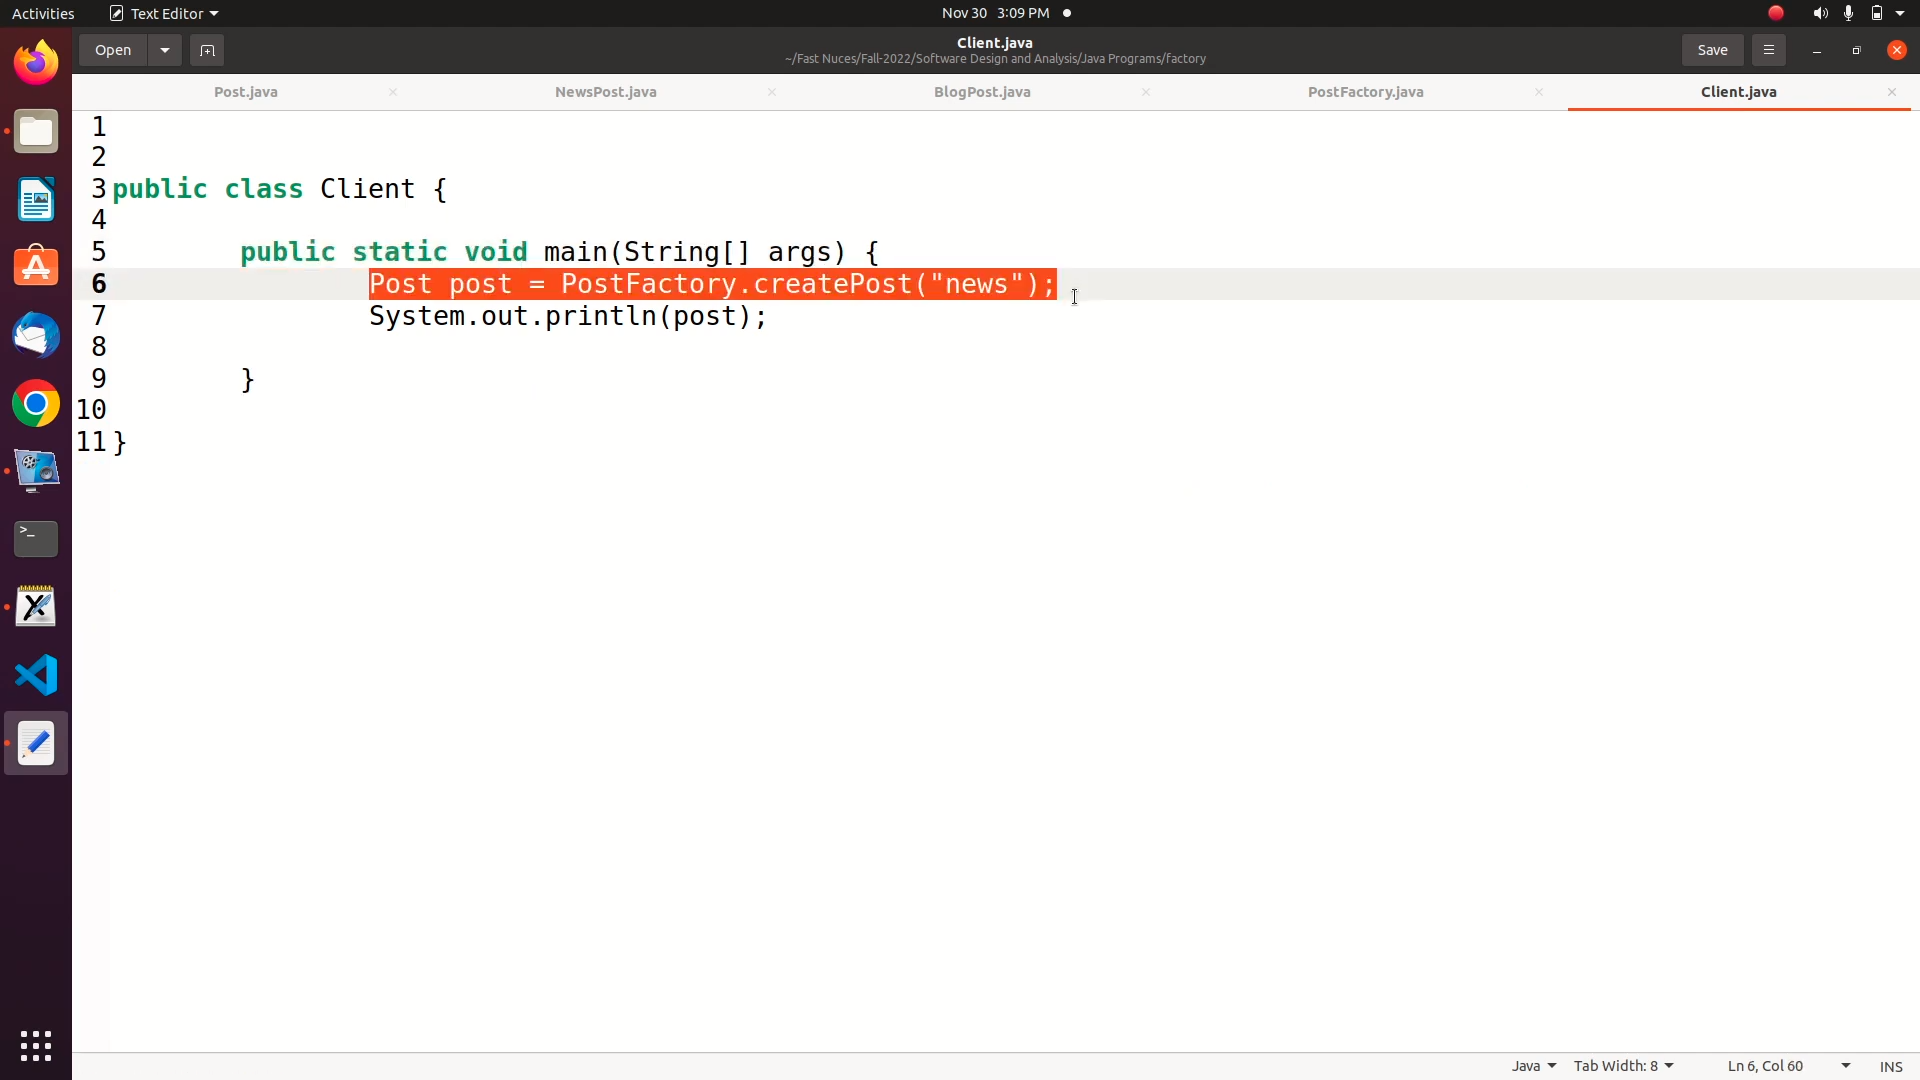 Activities Text Editor Nov 30 3:09 PM
Open Client.java Save
~/Fast Nuces/Fall-2022/Software Design and Analysis/Java Programs/factory
Post.java NewsPost.java BlogPost.java PostFactory.java Client.java
1
2
3 public class Client {
4
5 public static void main(String[] args) {
6 Post post = PostFactory.createPost("news");
7 System.out.println(post);
8
9 }
10
11 }
Java Tab Width: 8 Ln 6, Col 60 INS